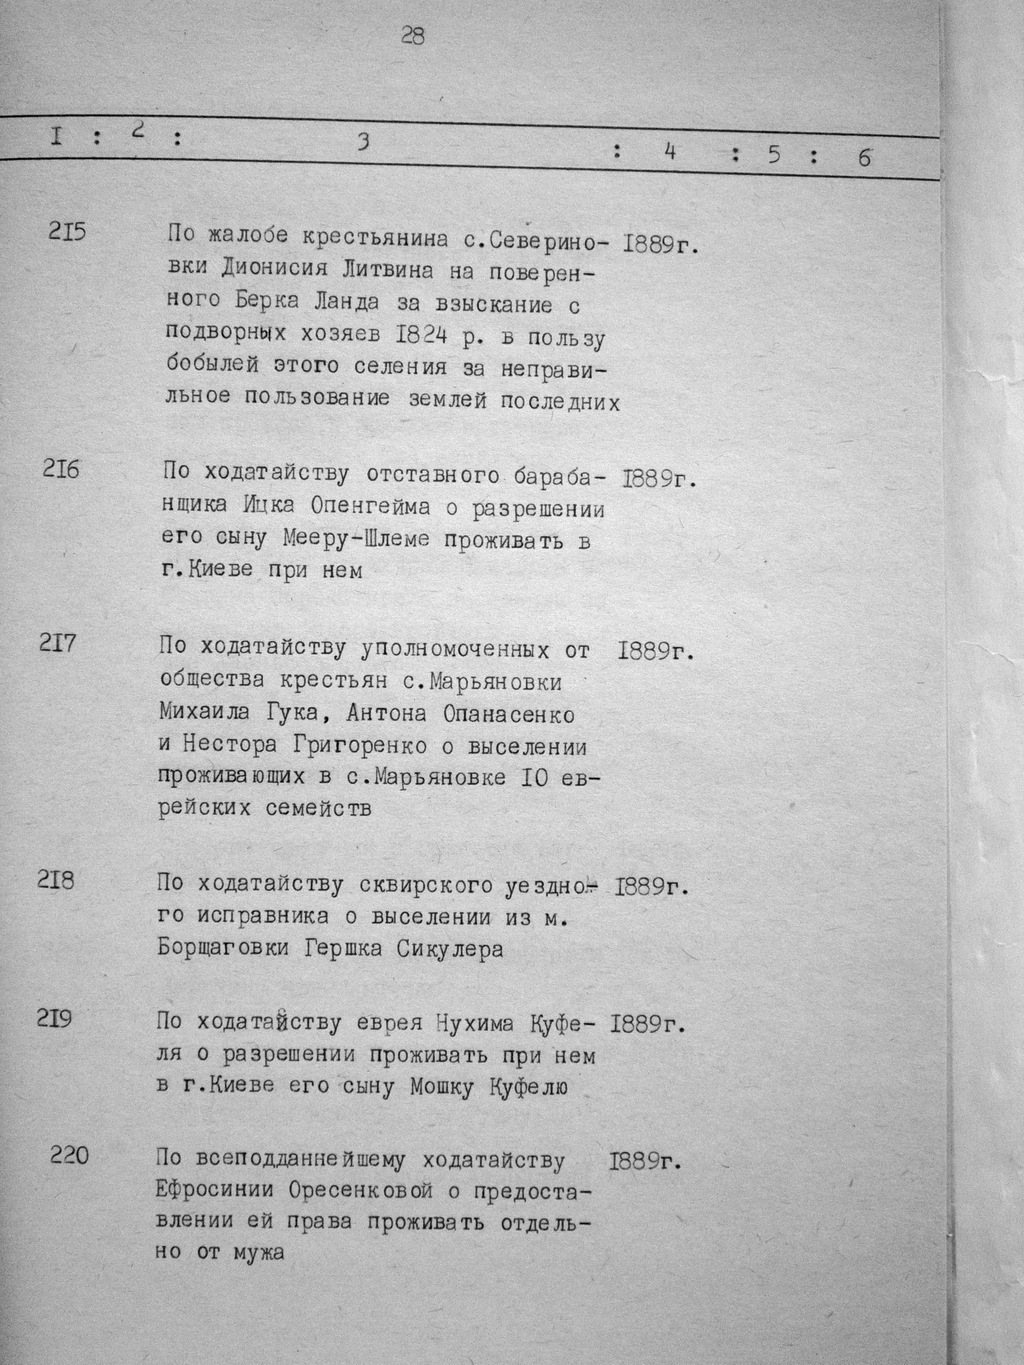 28
I : 2 : 3 : 4 : 5 : 6
2I5 По жалобе крестьянина с.Северино- I889г.
вки Дионисия Литвина на поверен-
ного Берка Ланда за взыскание с
подворных хозяев I824 р. в пользу
бобылей этого селения за неправи-
льное пользование землей последних
2I6 По ходатайству отставного бараба- I889г.
нщика Ицка Опенгейма о разрешении
его сыну Мееру-Шлеме проживать в
г.Киеве при нем
2I7 По ходатайству уполномоченных от I889г.
общества крестьян с.Марьяновки
Михаила Гука, Антона Опанасенко
и Нестора Григоренко о выселении
проживающих в с.Марьяновке IO ев-
рейских семейств
2I8 По ходатайству сквирского уездно- I889г.
го исправника о выселении из м.
Борщаговки Гершка Сикулера
2I9 По ходатайству еврея Нухима Куфе- I889г.
ля о разрешении проживать при нем
в г.Киеве его сыну Мошку Куфелю
220 По всеподданнейшему ходатайству I889г.
Ефросинии Оресенковой о предоста-
влении ей права проживать отдель-
но от мужа